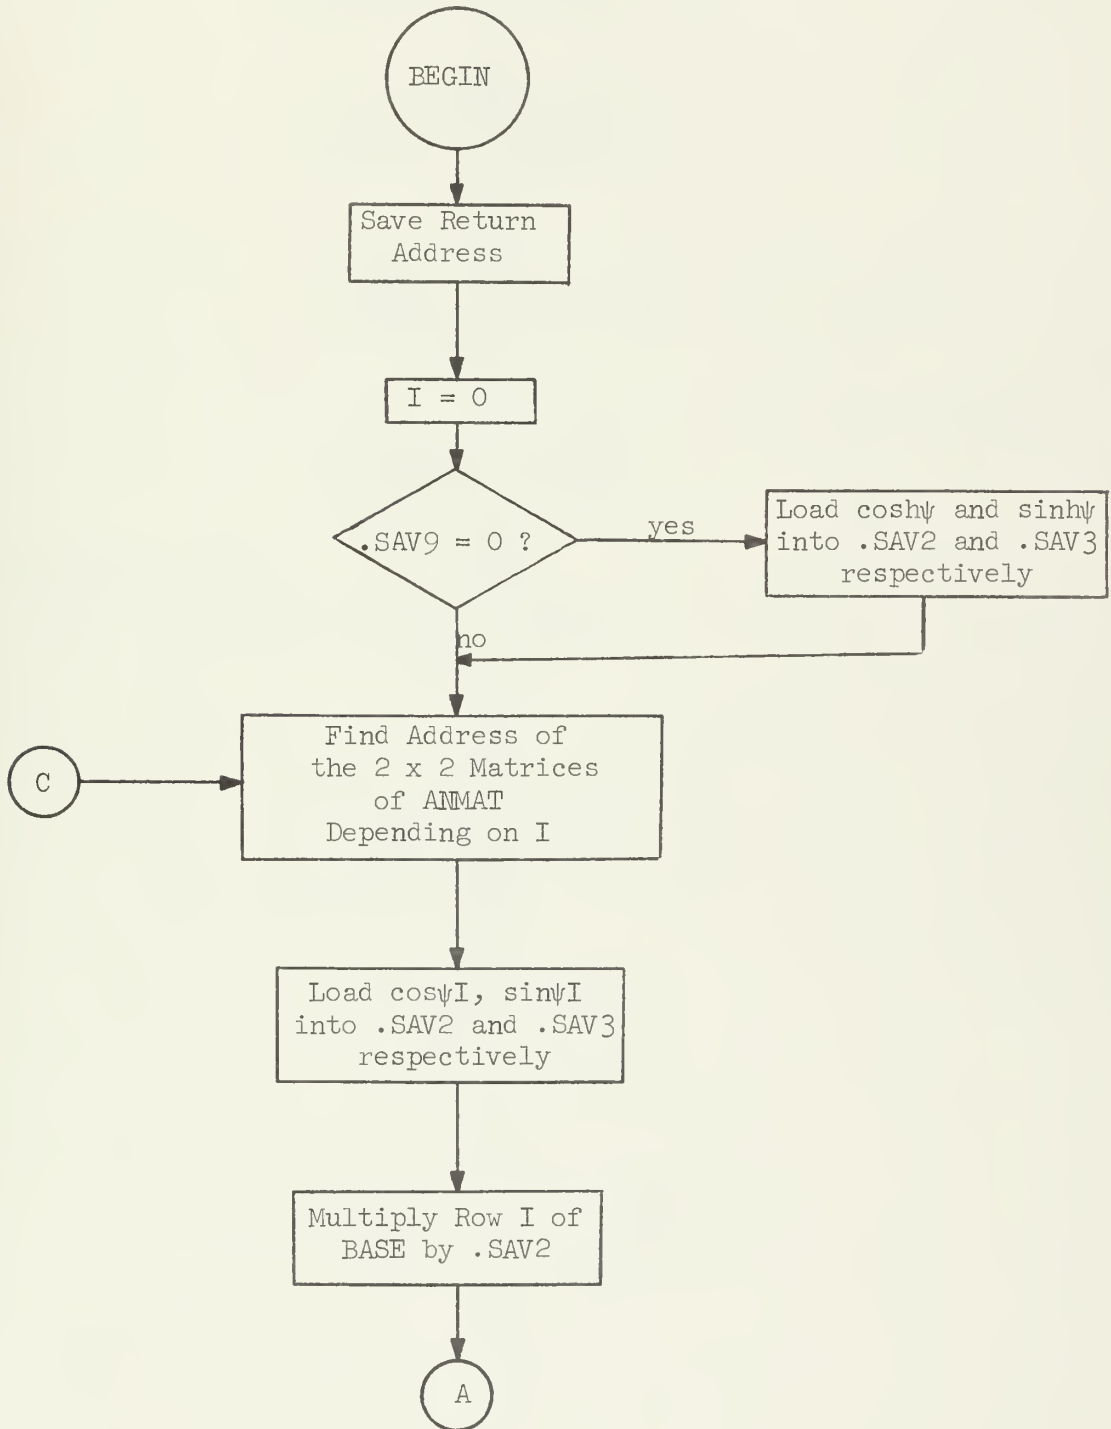 BEGIN
Save Return
Address
I = 0
.SAV9 = 0 ?
yes
Load coshψ and sinhψ
into .SAV2 and .SAV3
respectively
no
Find Address of
the 2 x 2 Matrices
of ANMAT
Depending on I
C
Load cosψI, sinψI
into .SAV2 and .SAV3
respectively
Multiply Row I of
BASE by .SAV2
A